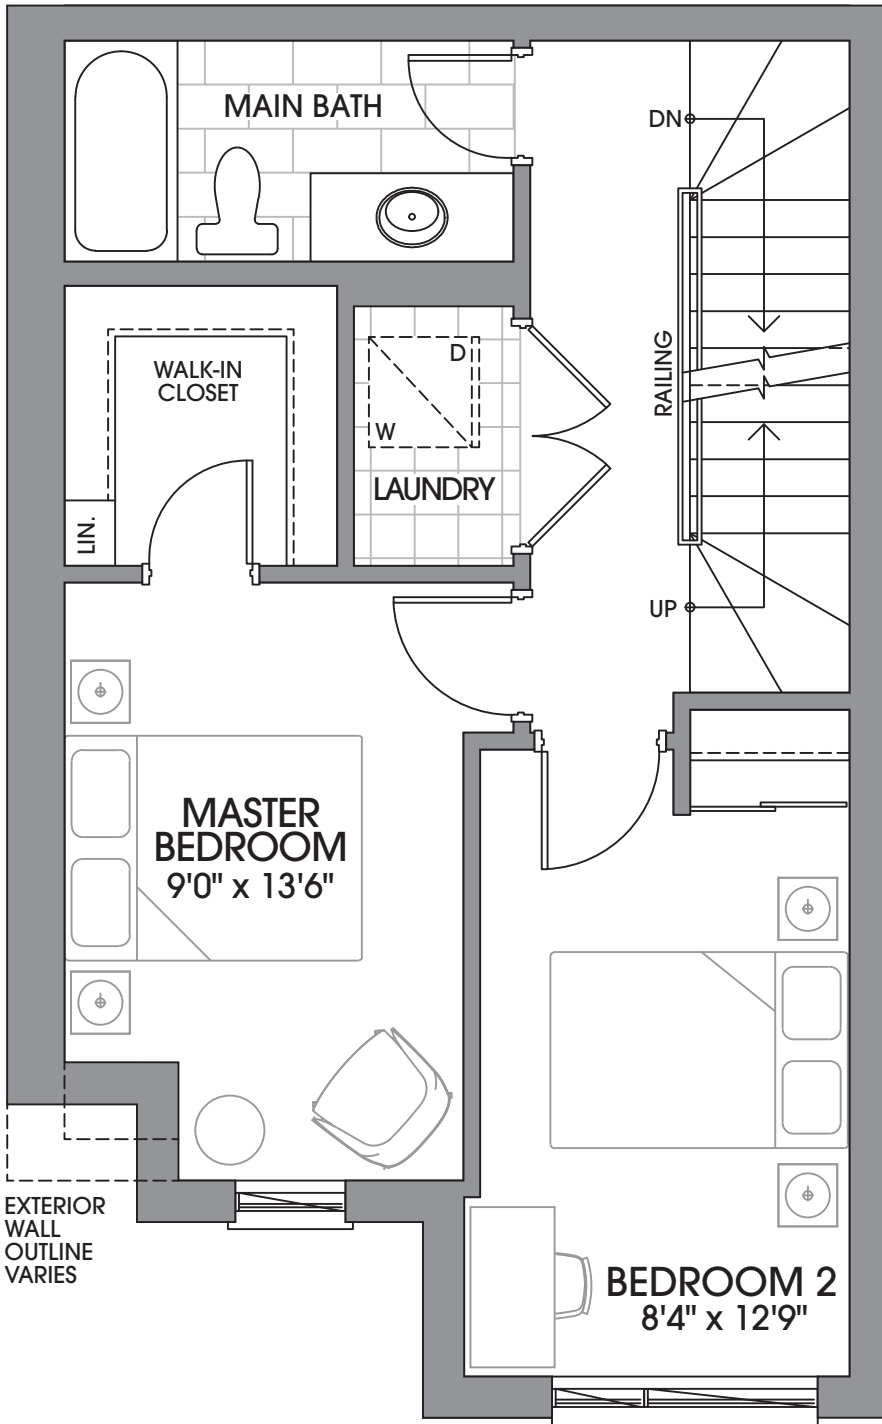 MAIN BATH
DN
WALK-IN
CLOSET
D
W
RAILING
LAUNDRY
LIN.
UP
MASTER
BEDROOM
9'0" x 13'6"
EXTERIOR
WALL
OUTLINE
VARIES
BEDROOM 2
8'4" x 12'9"